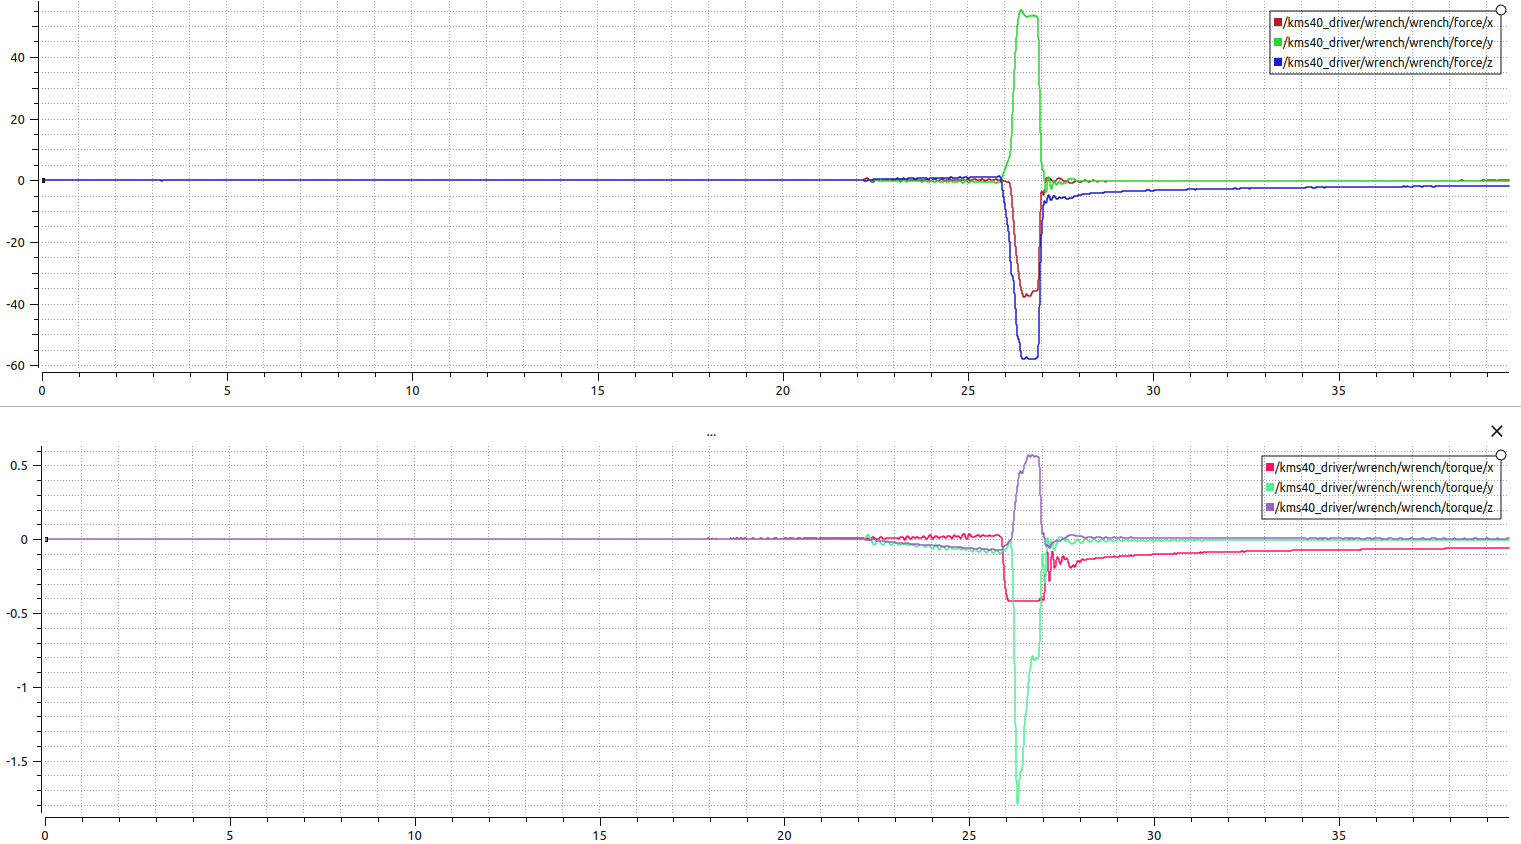 /kms40_driver/wrench/wrench/force/x
/kms40_driver/wrench/wrench/force/y
/kms40_driver/wrench/wrench/force/z
40
20
0
-20
-40
-60
0 5 10 15 20 25 30 35
...
/kms40_driver/wrench/wrench/torque/x
/kms40_driver/wrench/wrench/torque/y
/kms40_driver/wrench/wrench/torque/z
0.5
0
-0.5
-1
-1.5
0 5 10 15 20 25 30 35